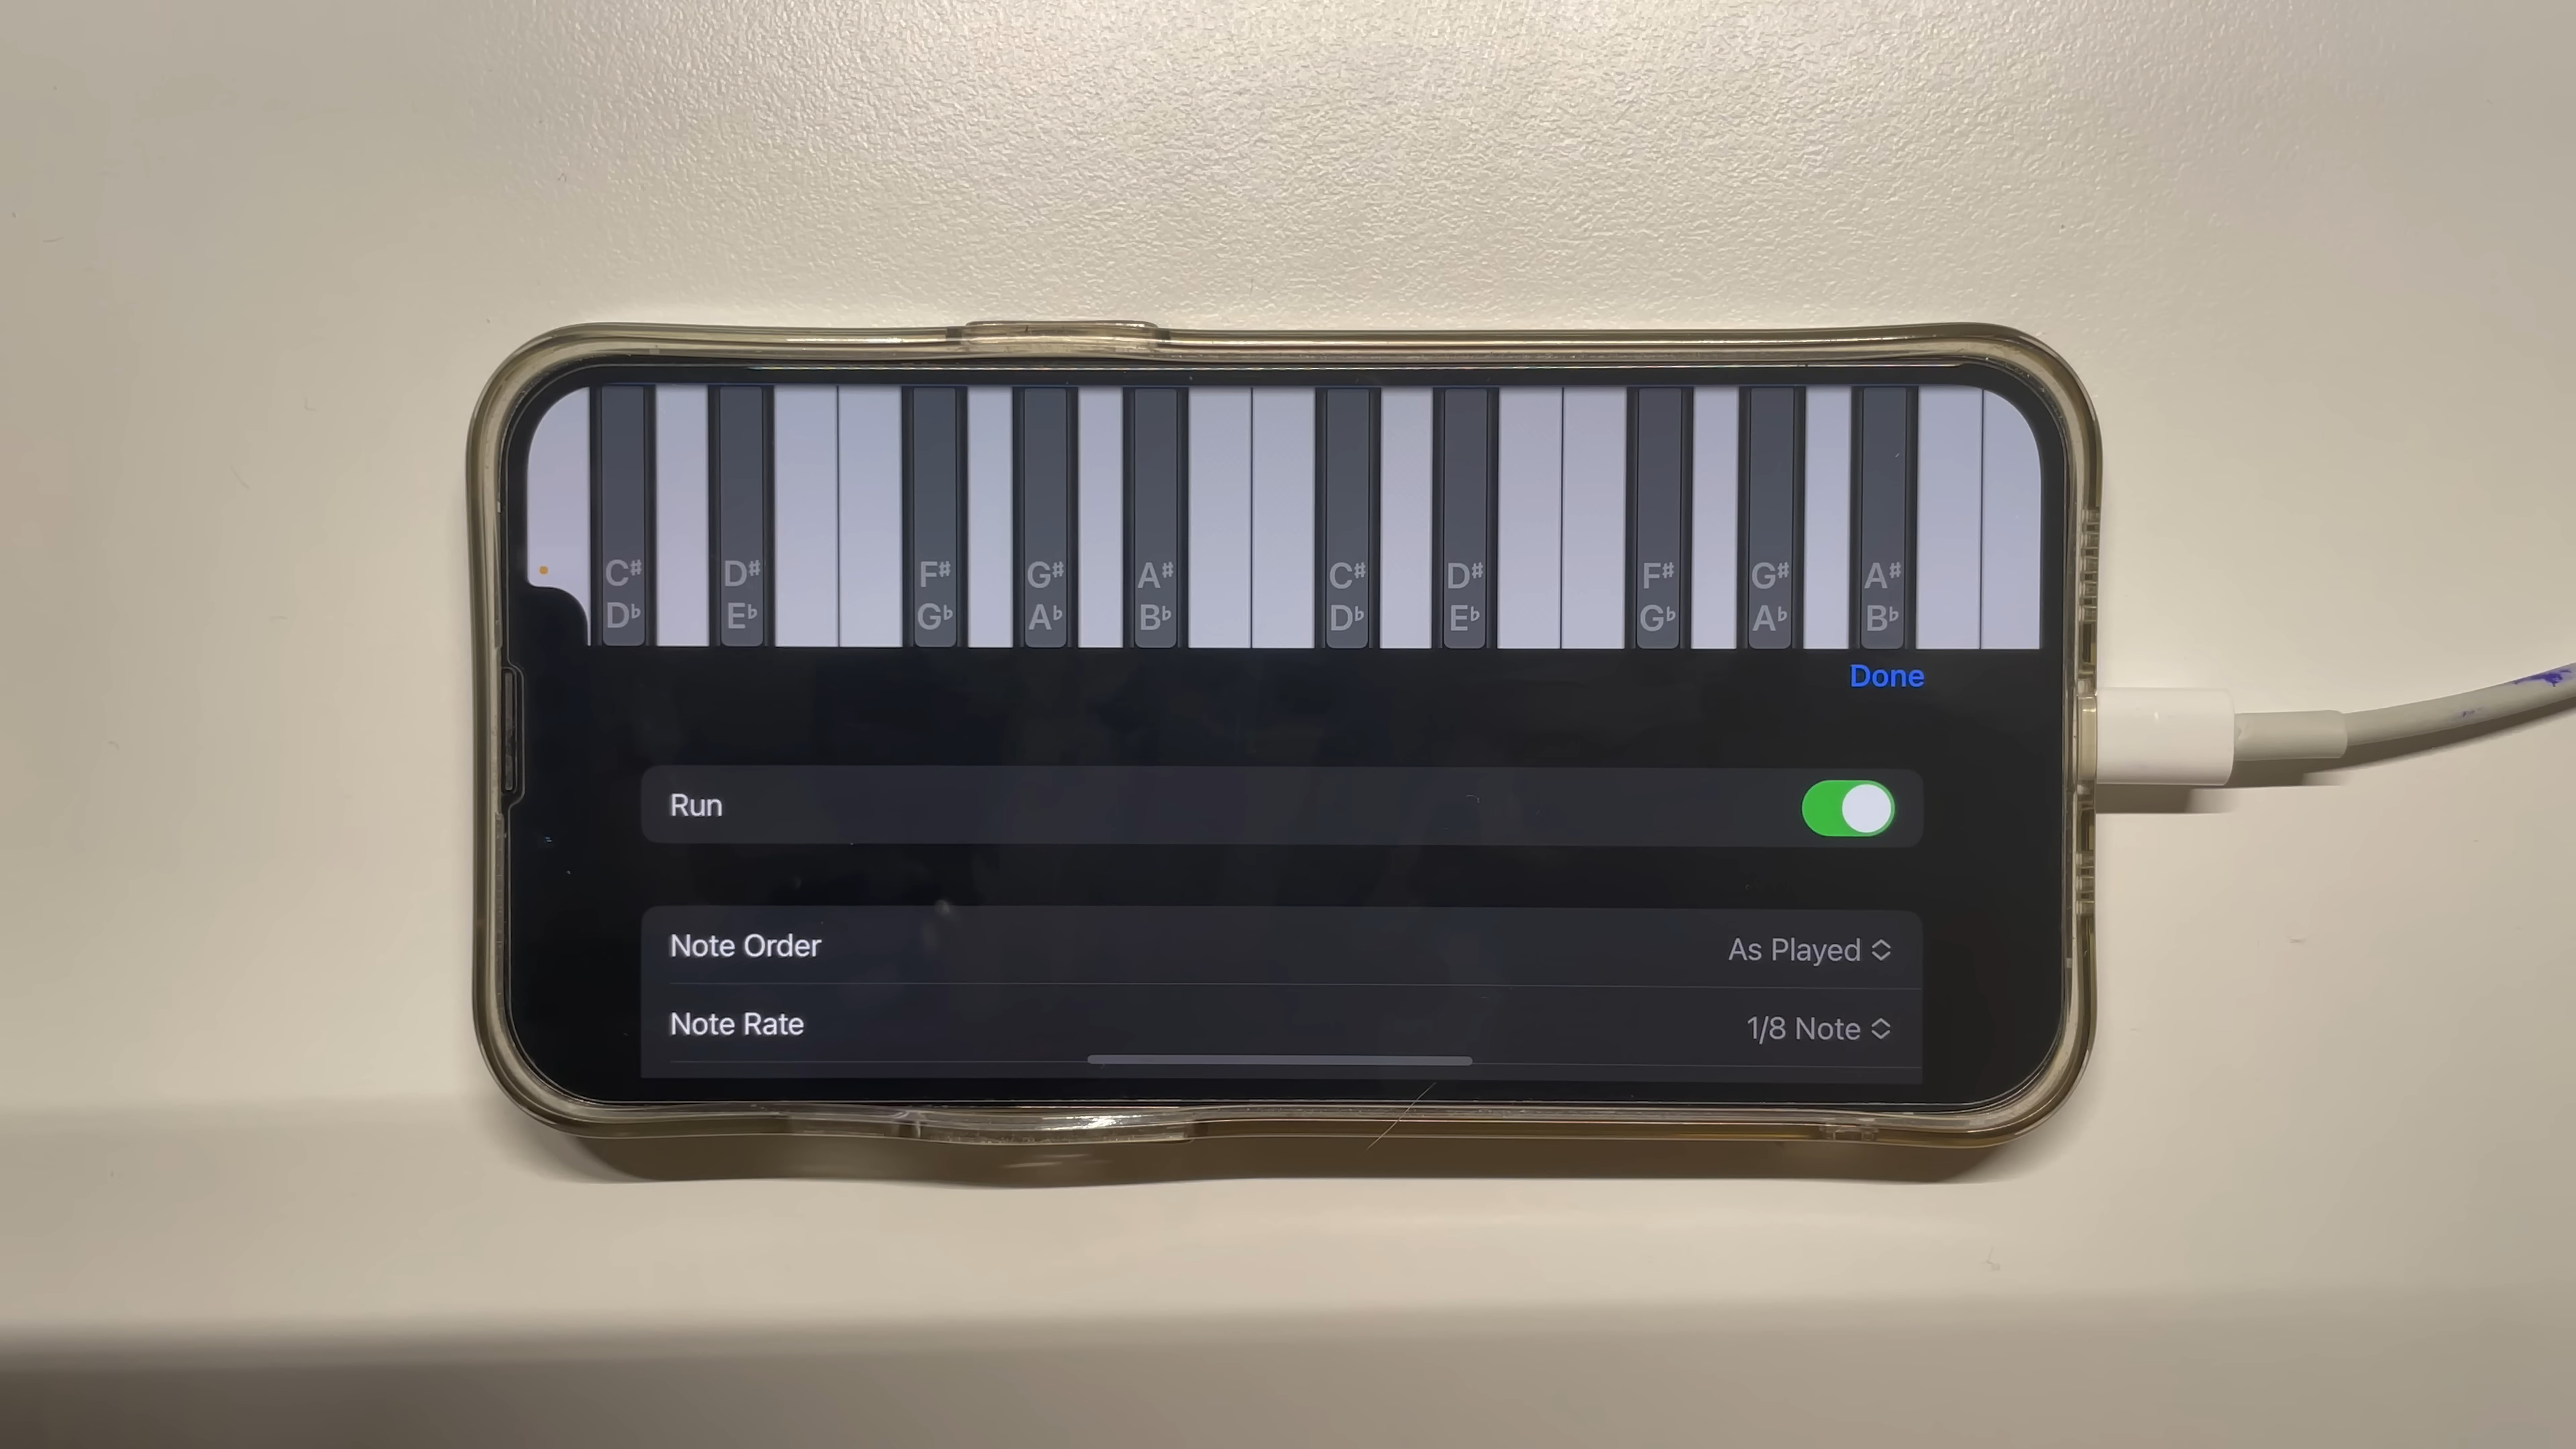 C♯ D♯ F♯ G♯ A♯ C♯ D♯ F♯ G♯ A♯
D♭ E♭ G♭ A♭ B♭ D♭ E♭ G♭ A♭ B♭
Done
Run
Note Order As Played
Note Rate 1/8 Note